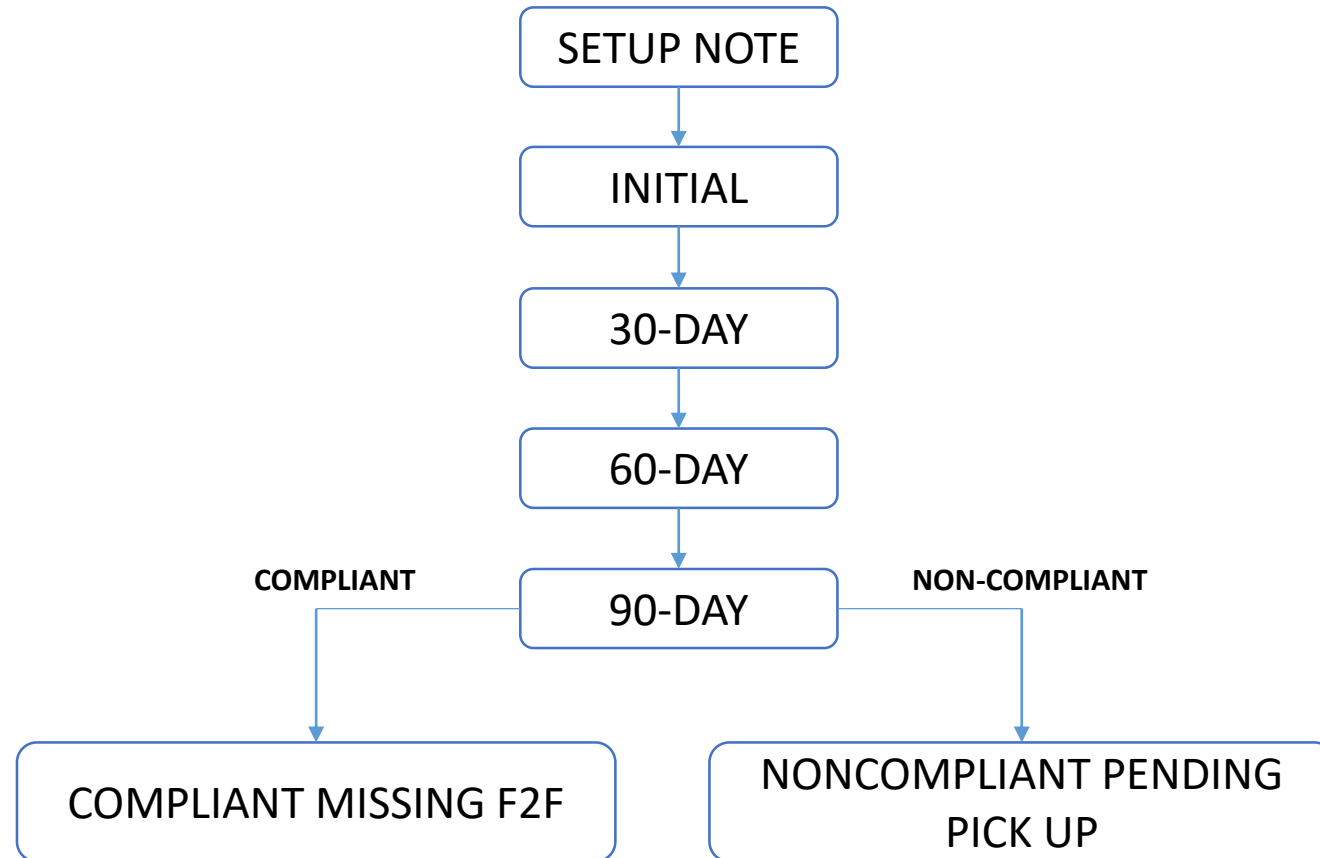 SETUP NOTE
INITIAL
30-DAY
60-DAY
COMPLIANT
NON-COMPLIANT
90-DAY
COMPLIANT MISSING F2F
NONCOMPLIANT PENDING
PICK UP